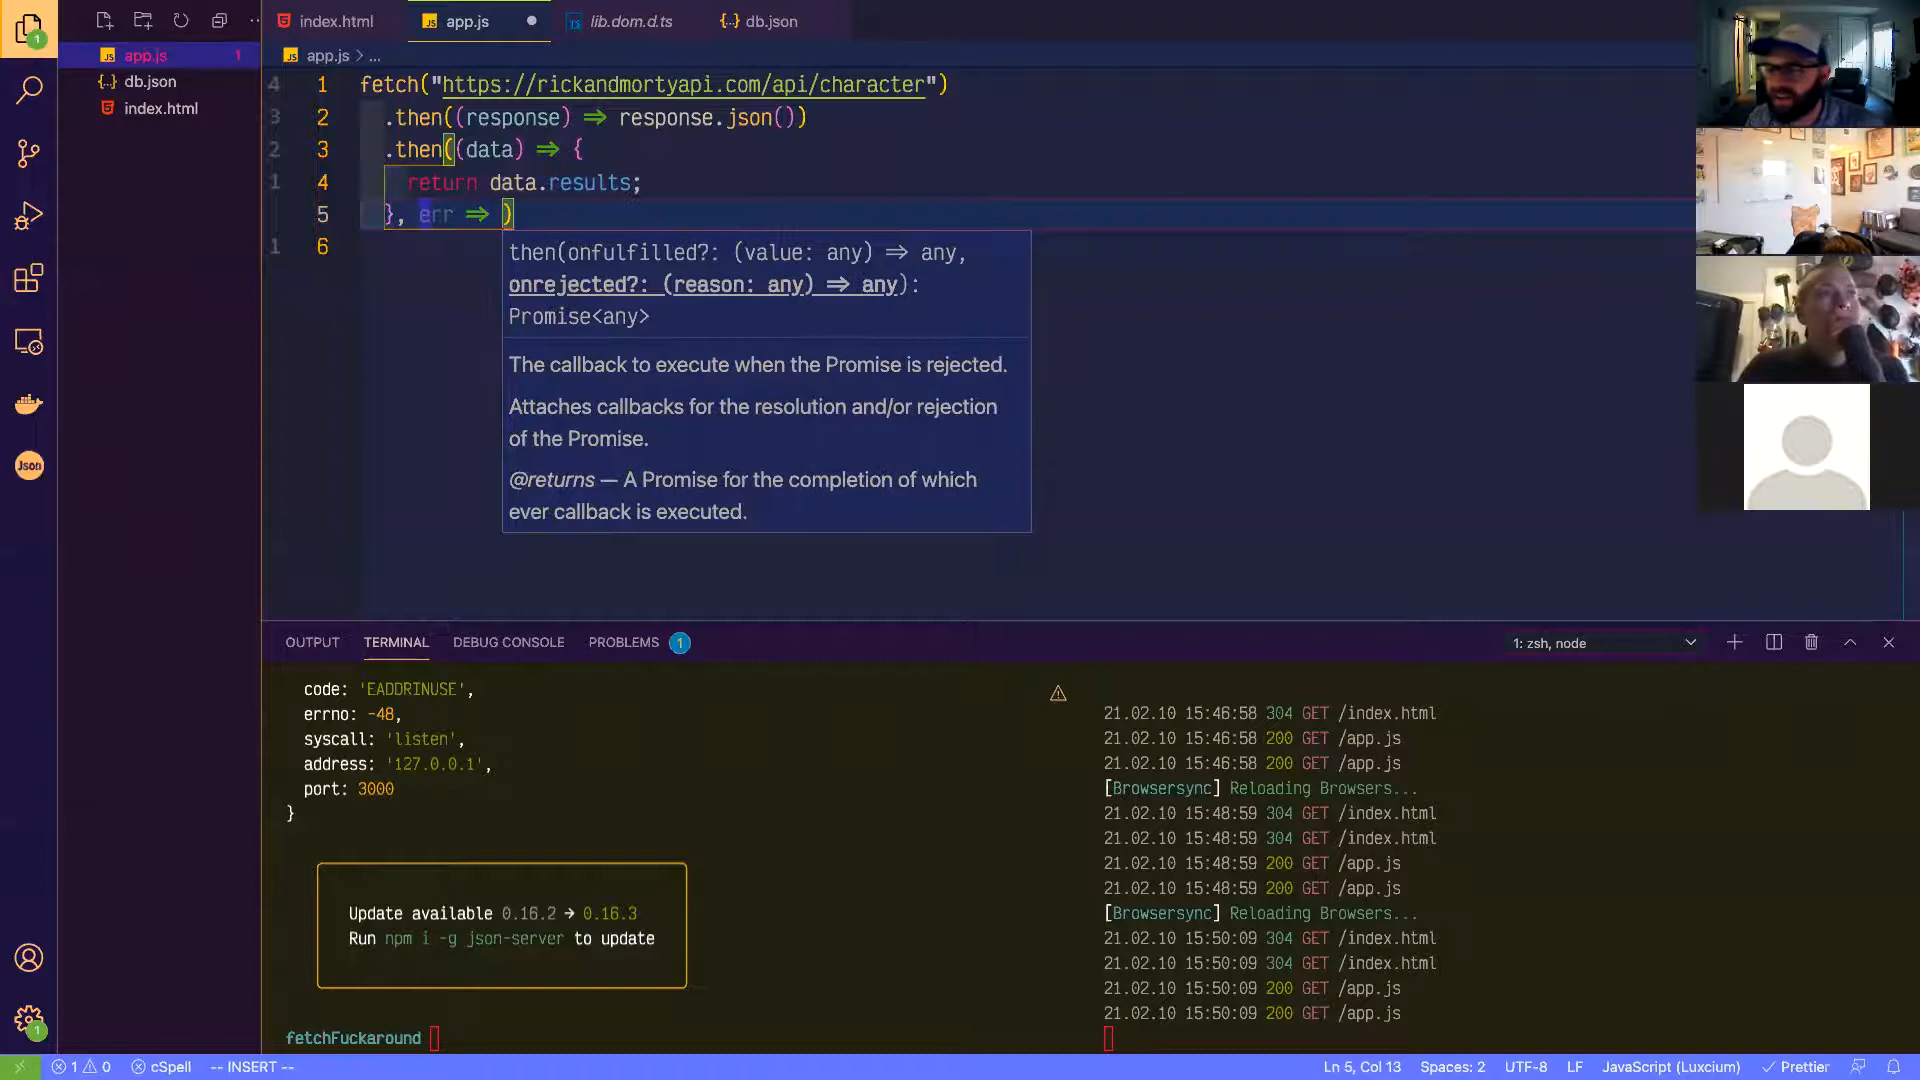 index.html
app.js
lib.dom.d.ts
db.json
1
app.js 1
app.js > ...
db.json
index.html
4 1 fetch("https://rickandmortyapi.com/api/character")
3 2 .then((response) => response.json())
2 3 .then((data) => {
1 4 return data.results;
5 }, err => )
1 6
then(onfulfilled?: (value: any) => any,
onrejected?: (reason: any) => any):
Promise<any>
The callback to execute when the Promise is rejected.
Attaches callbacks for the resolution and/or rejection
of the Promise.
@returns — A Promise for the completion of which
ever callback is executed.
Json
OUTPUT TERMINAL DEBUG CONSOLE PROBLEMS 1
1: zsh, node
code: 'EADDRINUSE',
errno: -48,
syscall: 'listen',
address: '127.0.0.1',
port: 3000
}
Update available 0.16.2 → 0.16.3
Run npm i -g json-server to update
fetchFuckaround
21.02.10 15:46:58 304 GET /index.html
21.02.10 15:46:58 200 GET /app.js
21.02.10 15:46:58 200 GET /app.js
[Browsersync] Reloading Browsers...
21.02.10 15:48:59 304 GET /index.html
21.02.10 15:48:59 304 GET /index.html
21.02.10 15:48:59 200 GET /app.js
21.02.10 15:48:59 200 GET /app.js
[Browsersync] Reloading Browsers...
21.02.10 15:50:09 304 GET /index.html
21.02.10 15:50:09 304 GET /index.html
21.02.10 15:50:09 200 GET /app.js
21.02.10 15:50:09 200 GET /app.js
1
1 0 cSpell -- INSERT --
Ln 5, Col 13 Spaces: 2 UTF-8 LF JavaScript (Luxcium) Prettier